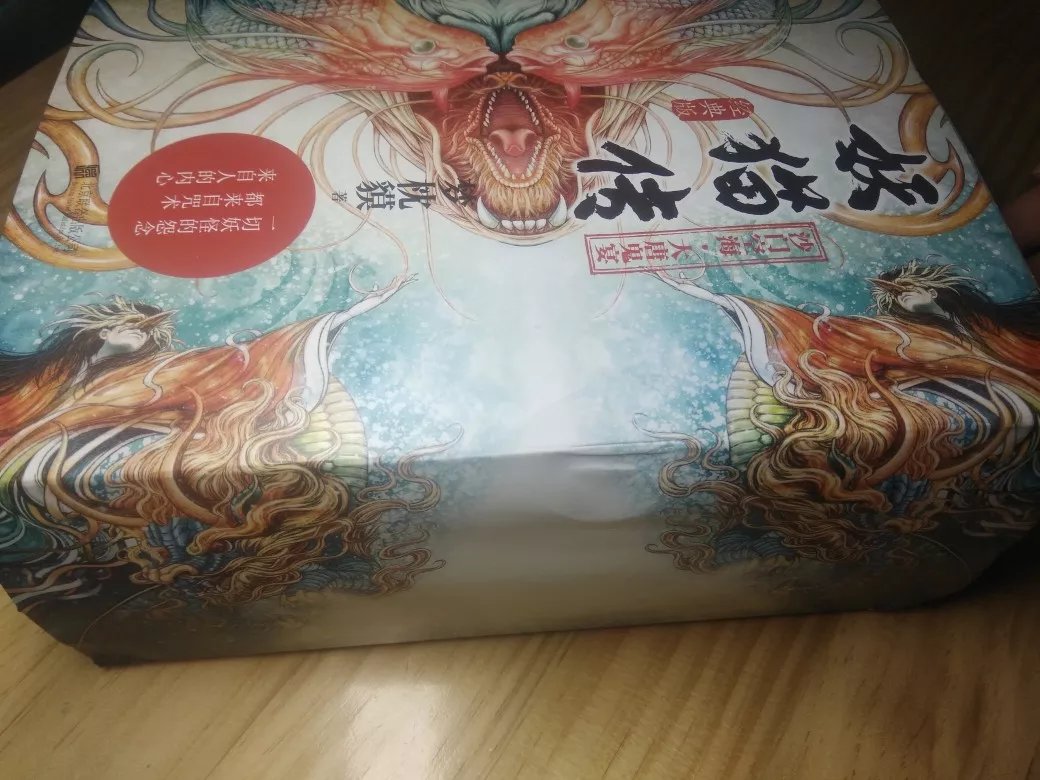 妖猫传
经典版
沙门空海·大唐鬼宴
梦枕貘 著
一切妖怪的怨念
都来自咒术
来自人的内心